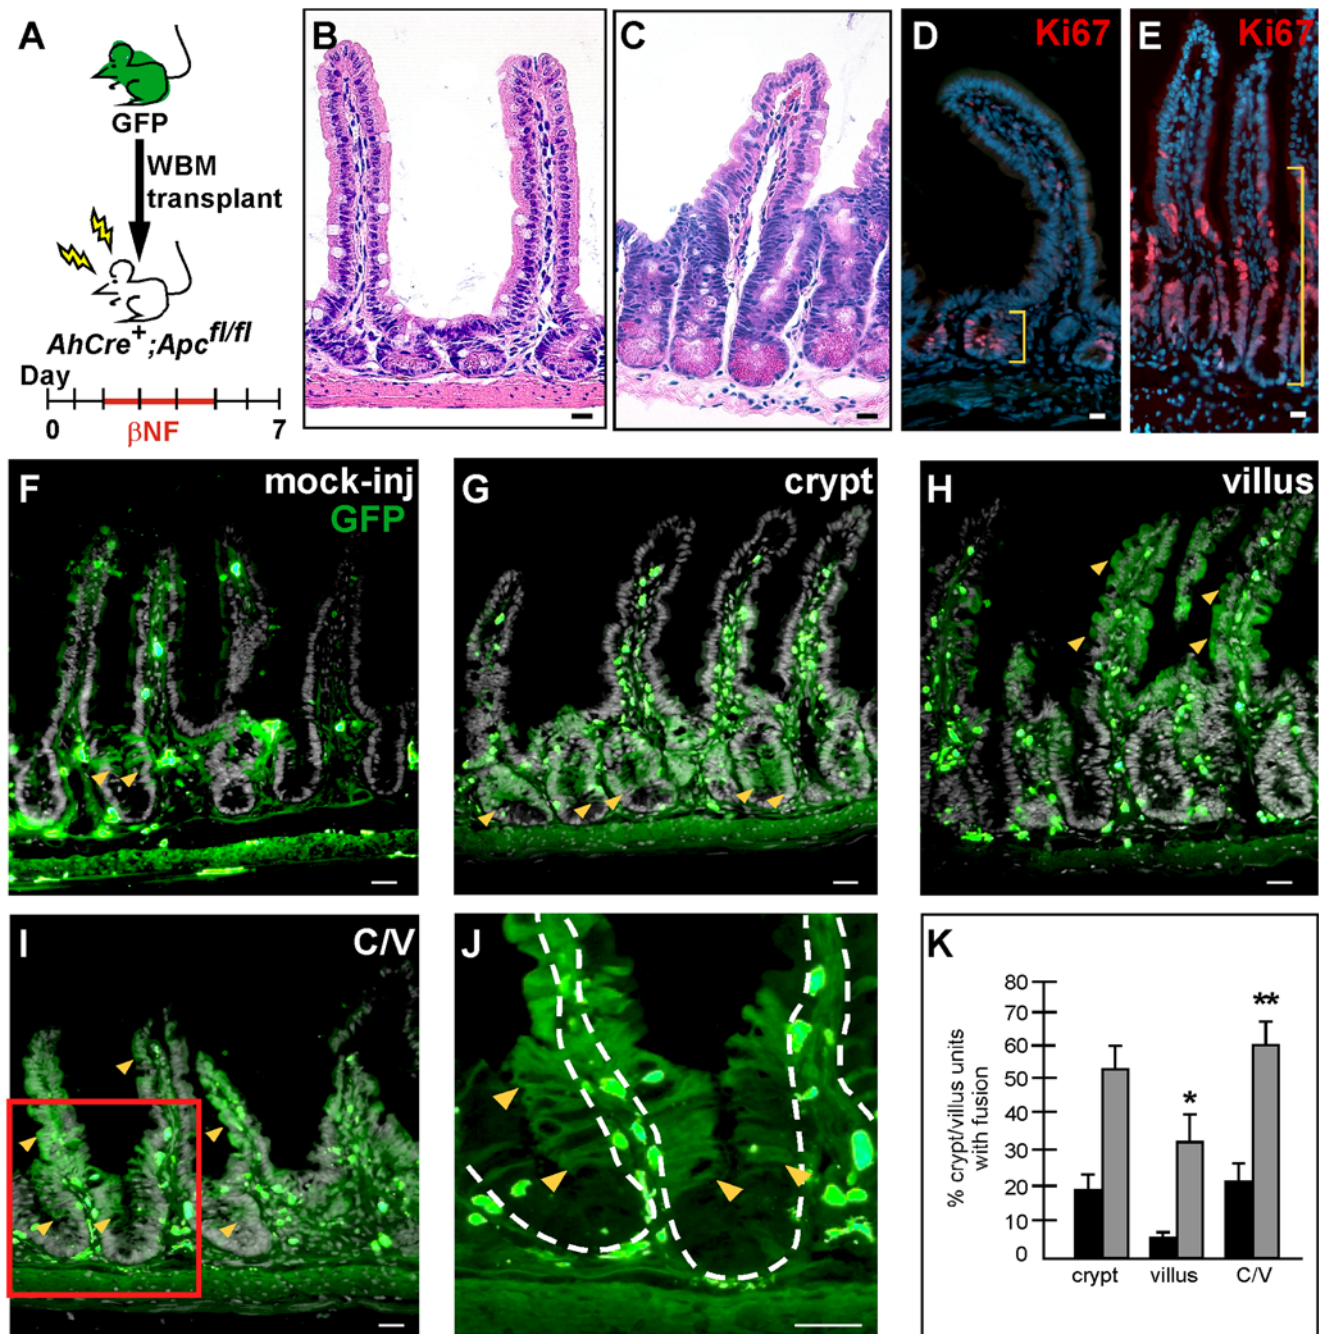 A
GFP
WBM
transplant
AhCre+;Apcfl/fl
Day
0
βNF
7
B
C
D
Ki67
E
Ki67
F
mock-inj
GFP
G
crypt
H
villus
I
C/V
J
K
% crypt/villus units
with fusion
80
70
60
50
40
30
20
10
0
*
**
crypt
villus
C/V